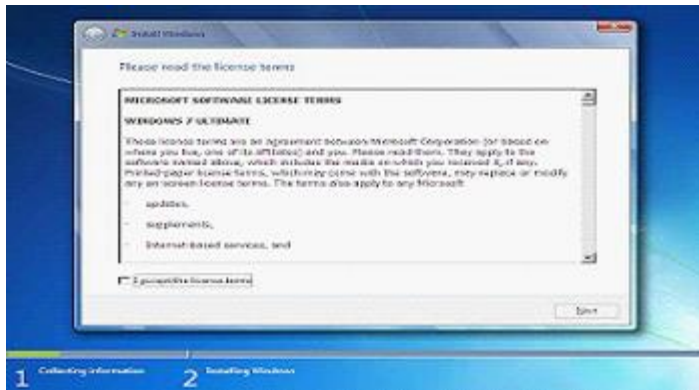 Install Windows
Please read the license terms
MICROSOFT SOFTWARE LICENSE TERMS
WINDOWS 7 ULTIMATE
These license terms are an agreement between Microsoft Corporation (or based on
where you live, one of its affiliates) and you. Please read them. They apply to the
software named above, which includes the media on which you received it, if any.
Printed-paper license terms, which may come with the software, may replace or modify
any on-screen license terms. The terms also apply to any Microsoft
- updates,
- supplements,
- Internet-based services, and
I accept the license terms
Next
1 Collecting information
2 Installing Windows